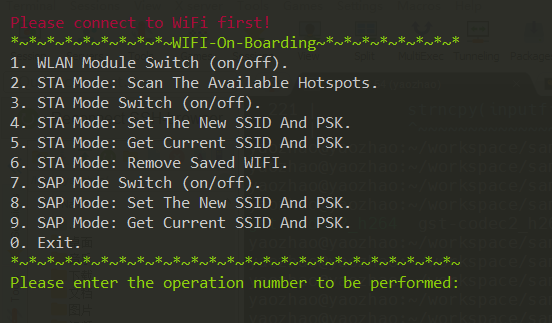 Please connect to WiFi first!
*~*~*~*~*~*~*~*~*~WIFI-On-Boarding~*~*~*~*~*~*~*~*
1. WLAN Module Switch (on/off).
2. STA Mode: Scan The Available Hotspots.
3. STA Mode Switch (on/off).
4. STA Mode: Set The New SSID And PSK.
5. STA Mode: Get Current SSID And PSK.
6. STA Mode: Remove Saved WIFI.
7. SAP Mode Switch (on/off).
8. SAP Mode: Set The New SSID And PSK.
9. SAP Mode: Get Current SSID And PSK.
0. Exit.
*~*~*~*~*~*~*~*~*~*~*~*~*~*~*~*~*~*~*~*~*~*~*~*~*~
Please enter the operation number to be performed: